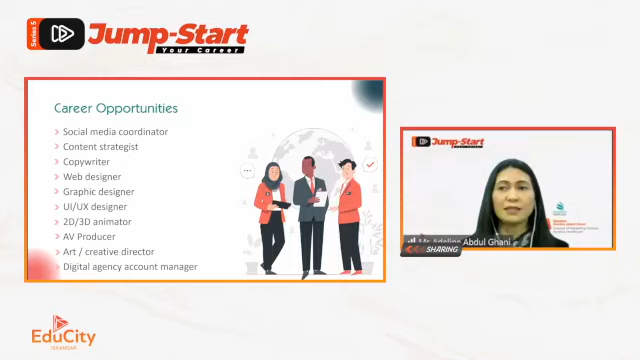 Series 5
Jump-Start
Your Career
Career Opportunities
Social media coordinator
Content strategist
Copywriter
Web designer
Graphic designer
UI/UX designer
2D/3D animator
AV Producer
Art / creative director
Digital agency account manager
Jump-Start
Abdul Ghani
SHARING
EduCity
ISKANDAR